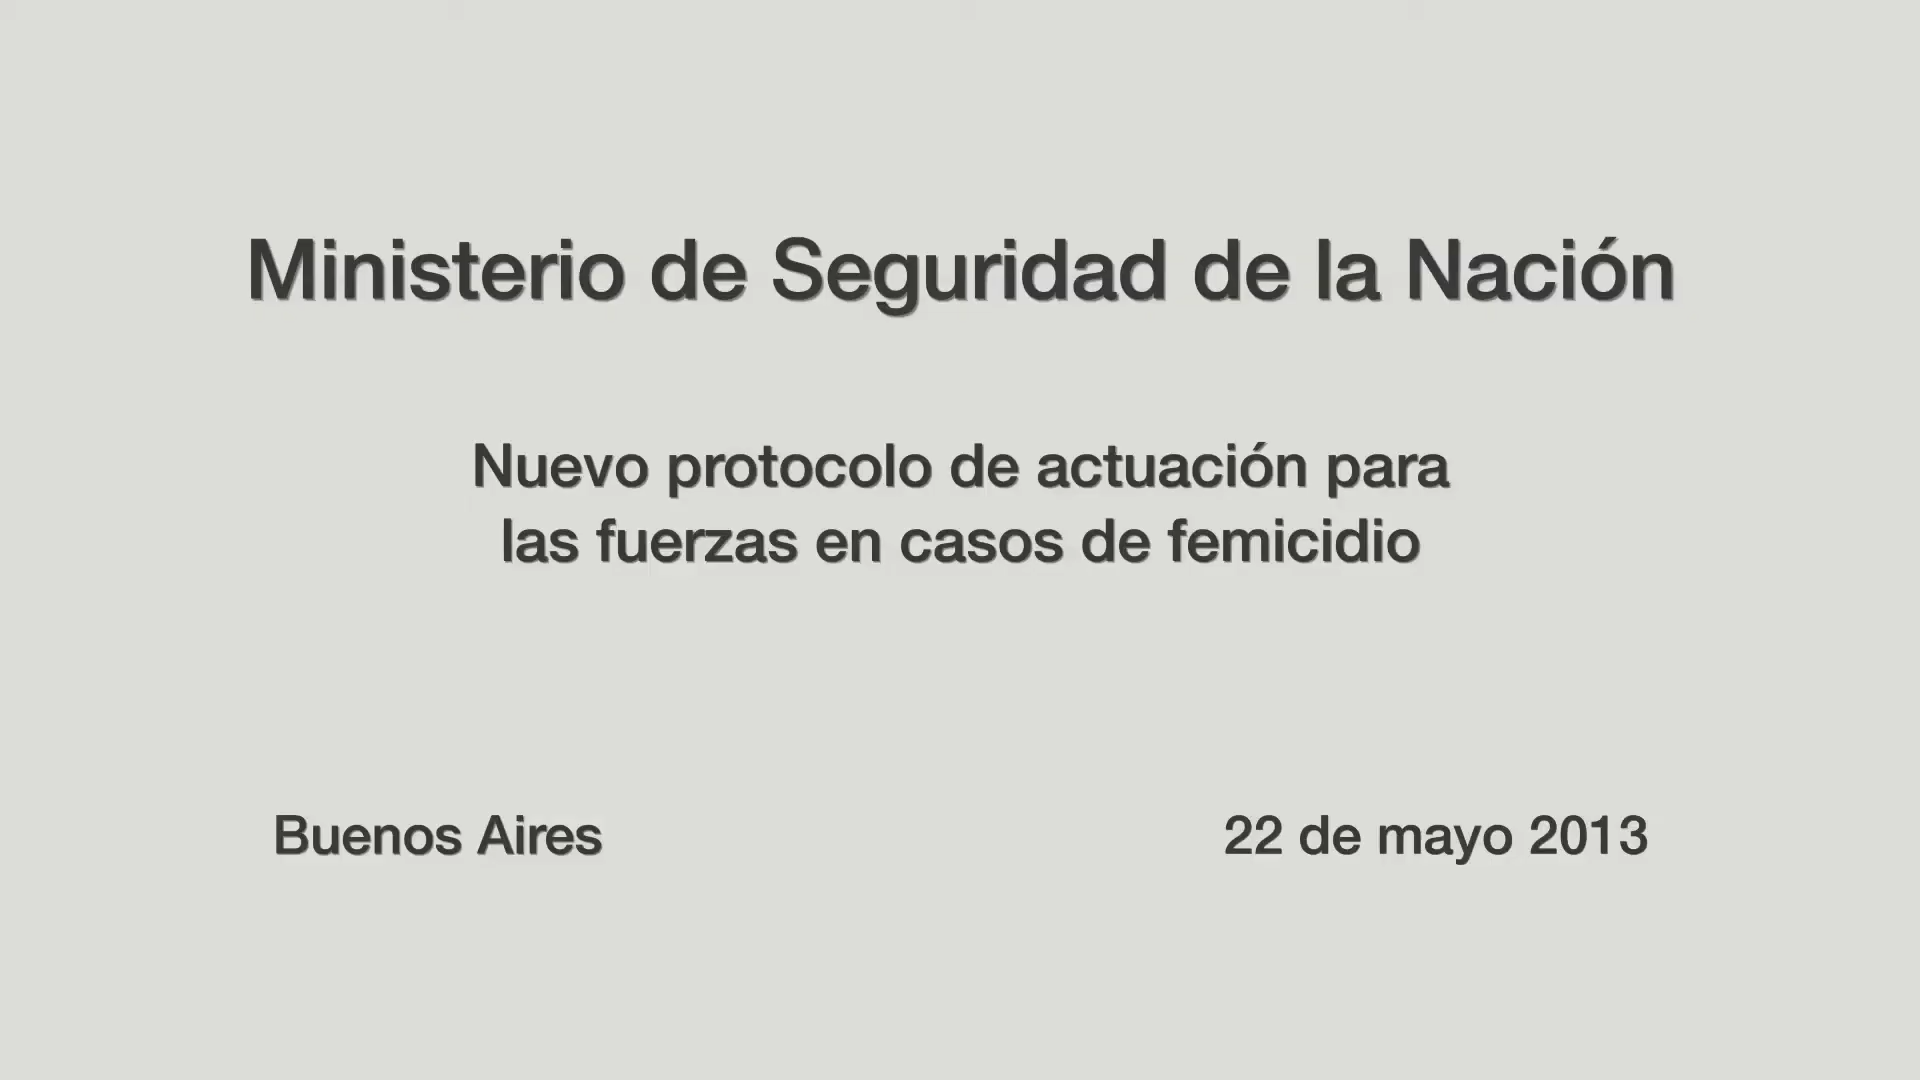 Ministerio de Seguridad de la Nación
Nuevo protocolo de actuación para
las fuerzas en casos de femicidio
Buenos Aires
22 de mayo 2013